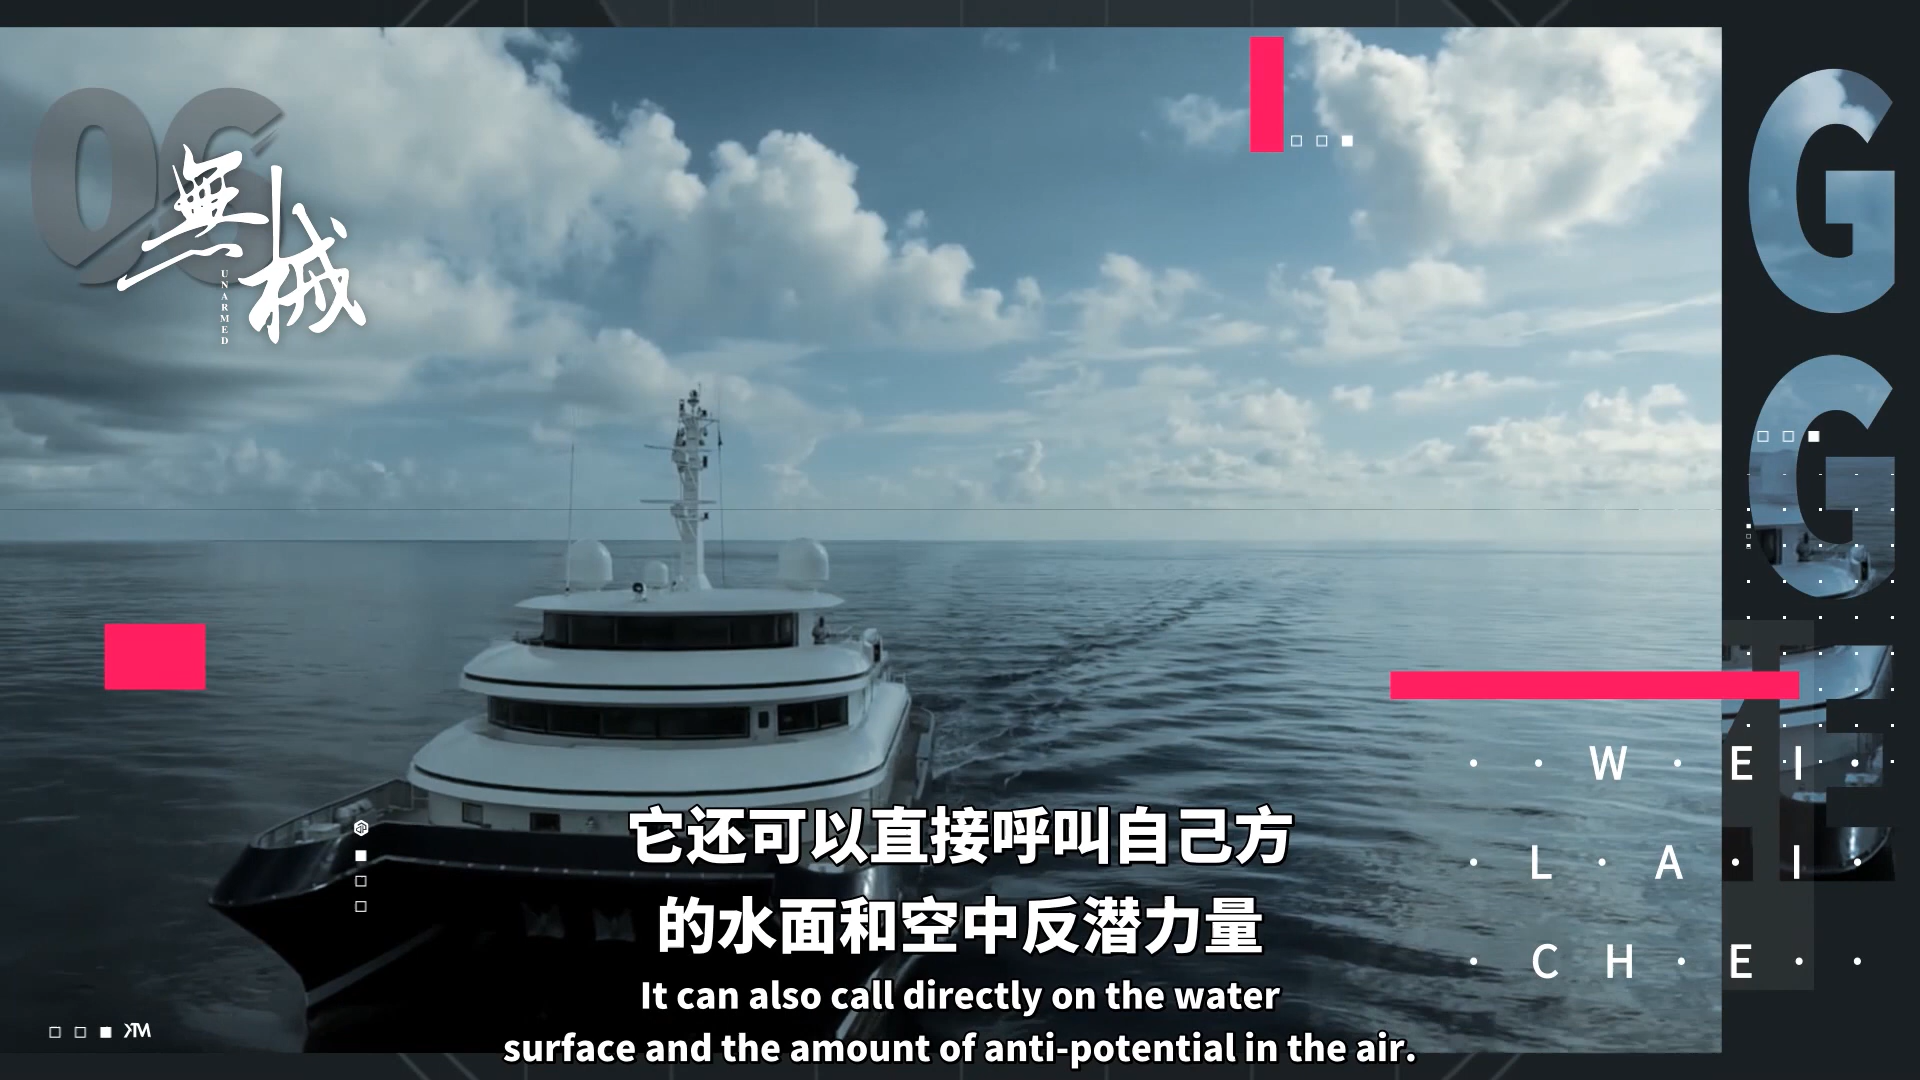 06
無械
UNARMED
G
G
· · W · E I ·
· L · A · I ·
· C H · E · ·
它还可以直接呼叫自己方
的水面和空中反潜力量
It can also call directly on the water
surface and the amount of anti-potential in the air.